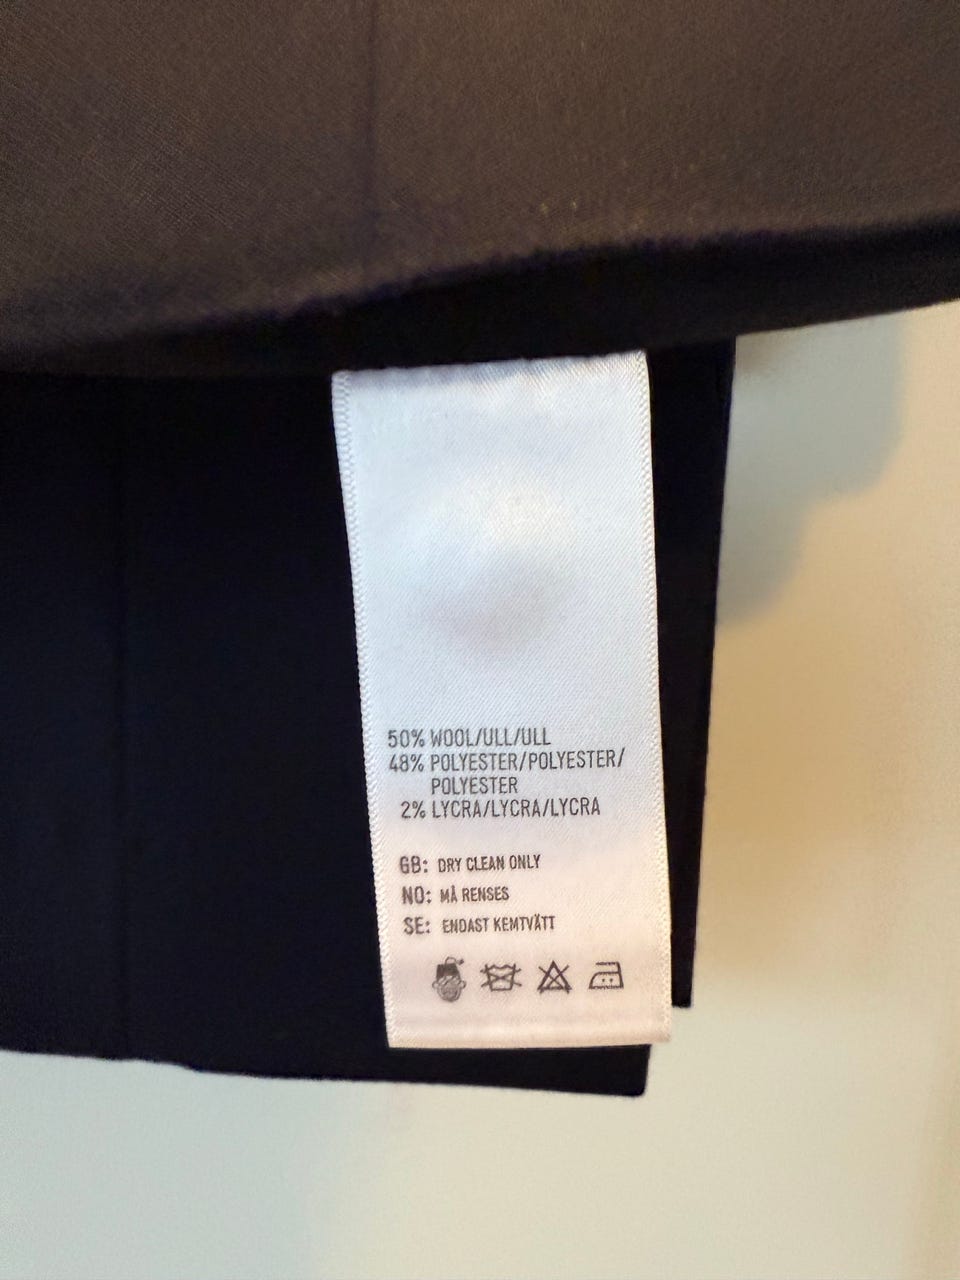 50% WOOL/ULL/ULL
48% POLYESTER/POLYESTER/
POLYESTER
2% LYCRA/LYCRA/LYCRA
GB: DRY CLEAN ONLY
NO: MÅ RENSES
SE: ENDAST KEMTVÄTT